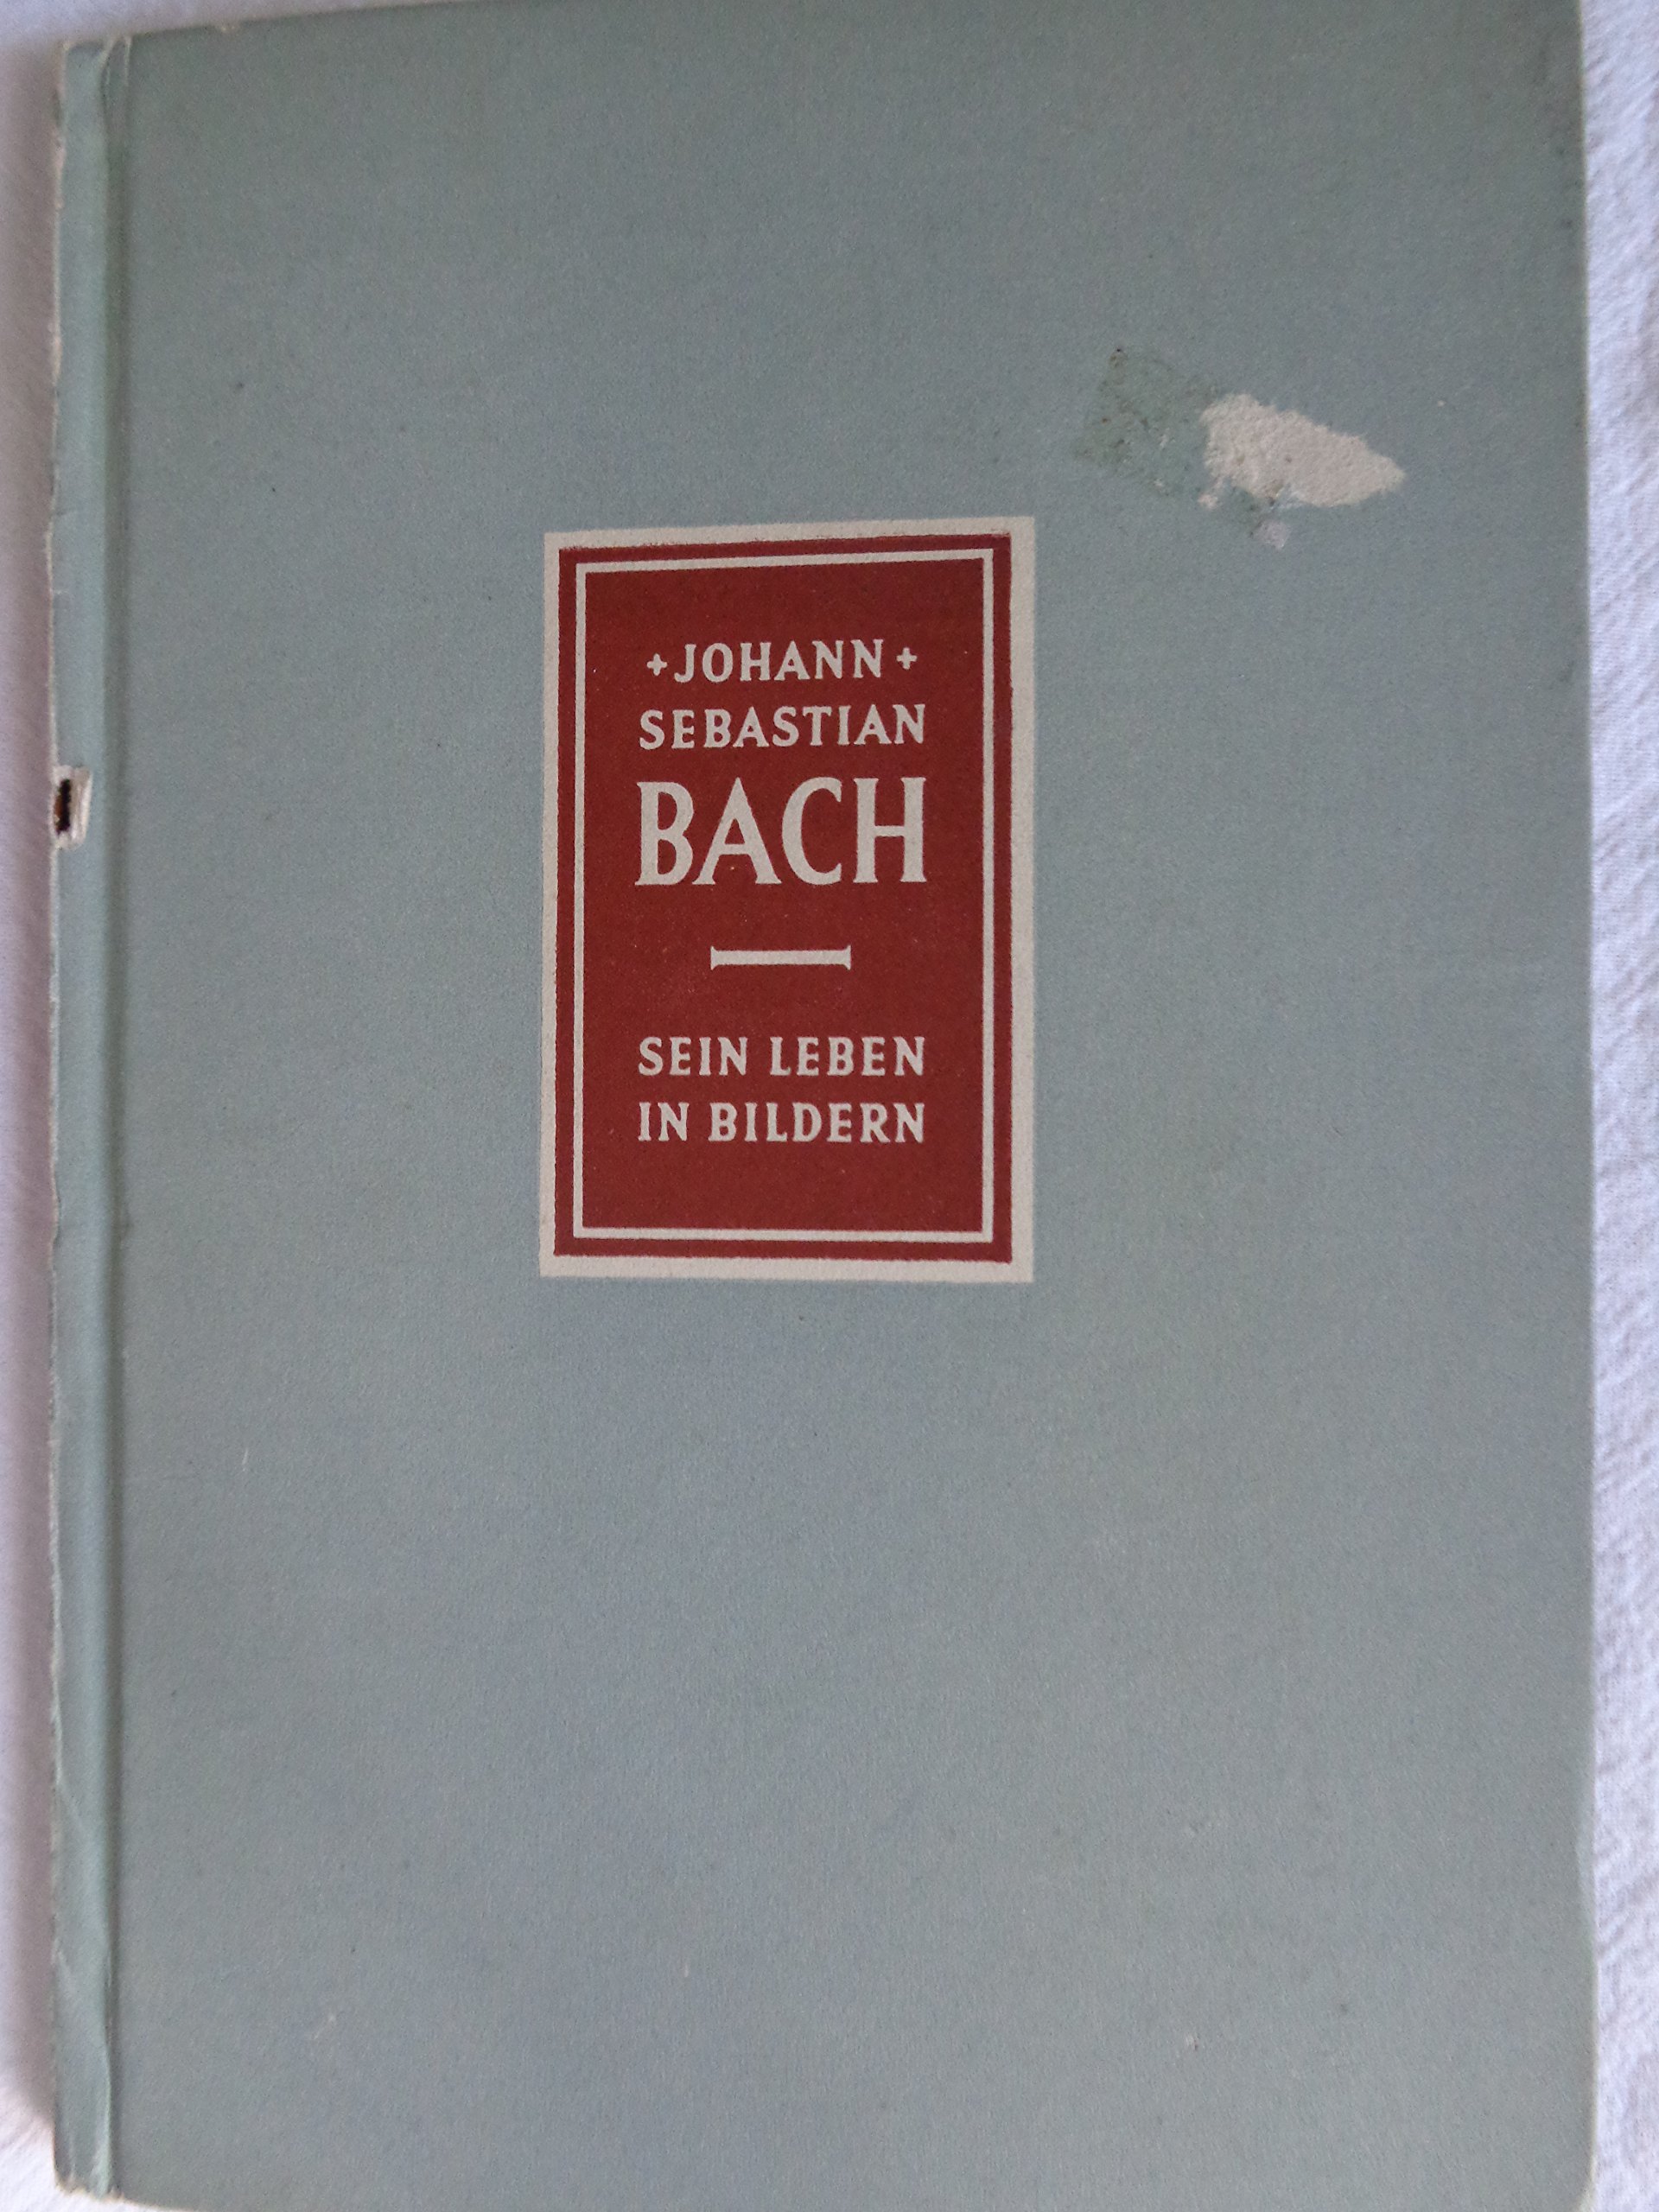 +JOHANN+
SEBASTIAN
BACH
SEIN LEBEN
IN BILDERN